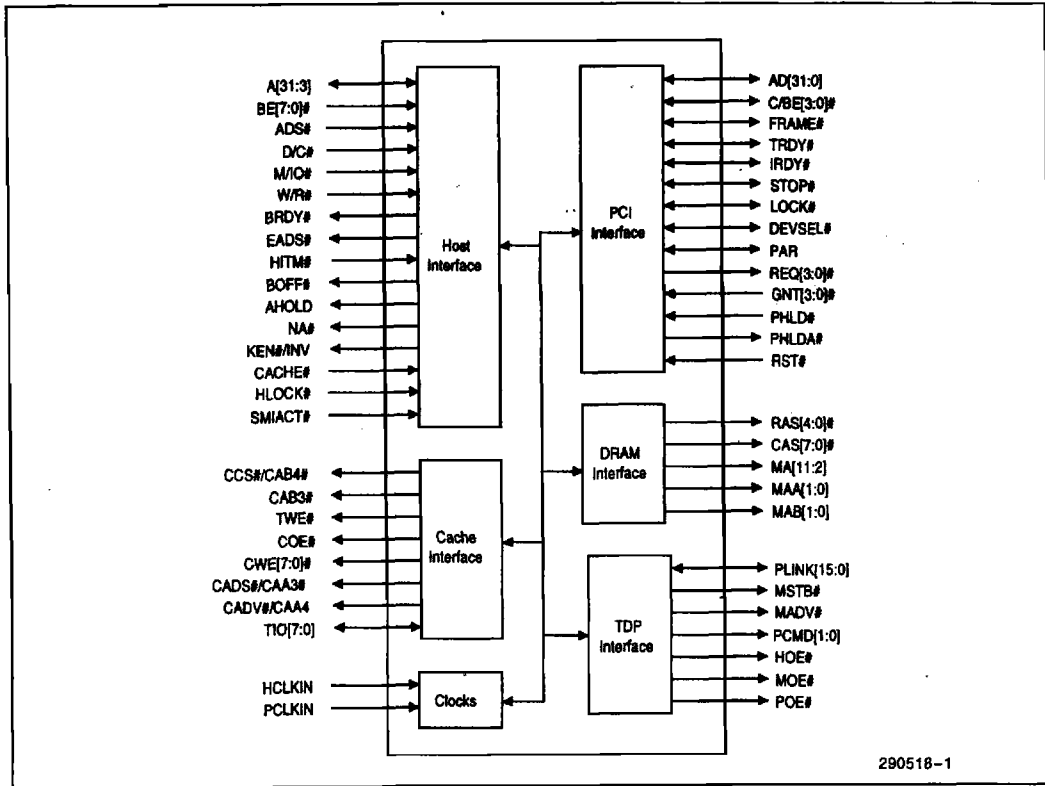 A[31:3]
BE[7:0]#
ADS#
D/C#
M/IO#
W/R#
BRDY#
EADS#
HITM#
BOFF#
AHOLD
NA#
KEN#/INV
CACHE#
HLOCK#
SMIACT#
Host
Interface
CCS#/CAB4#
CAB3#
TWE#
COE#
CWE[7:0]#
CADS#/CAA3#
CADV#/CAA4
TIO[7:0]
Cache
Interface
HCLKIN
PCLKIN
Clocks
PCI
Interface
AD[31:0]
C/BE[3:0]#
FRAME#
TRDY#
IRDY#
STOP#
LOCK#
DEVSEL#
PAR
REQ[3:0]#
GNT[3:0]#
PHLD#
PHLDA#
RST#
DRAM
Interface
RAS[4:0]#
CAS[7:0]#
MA[11:2]
MAA[1:0]
MAB[1:0]
TDP
Interface
PLINK[15:0]
MSTB#
MADV#
PCMD[1:0]
HOE#
MOE#
POE#
290518-1